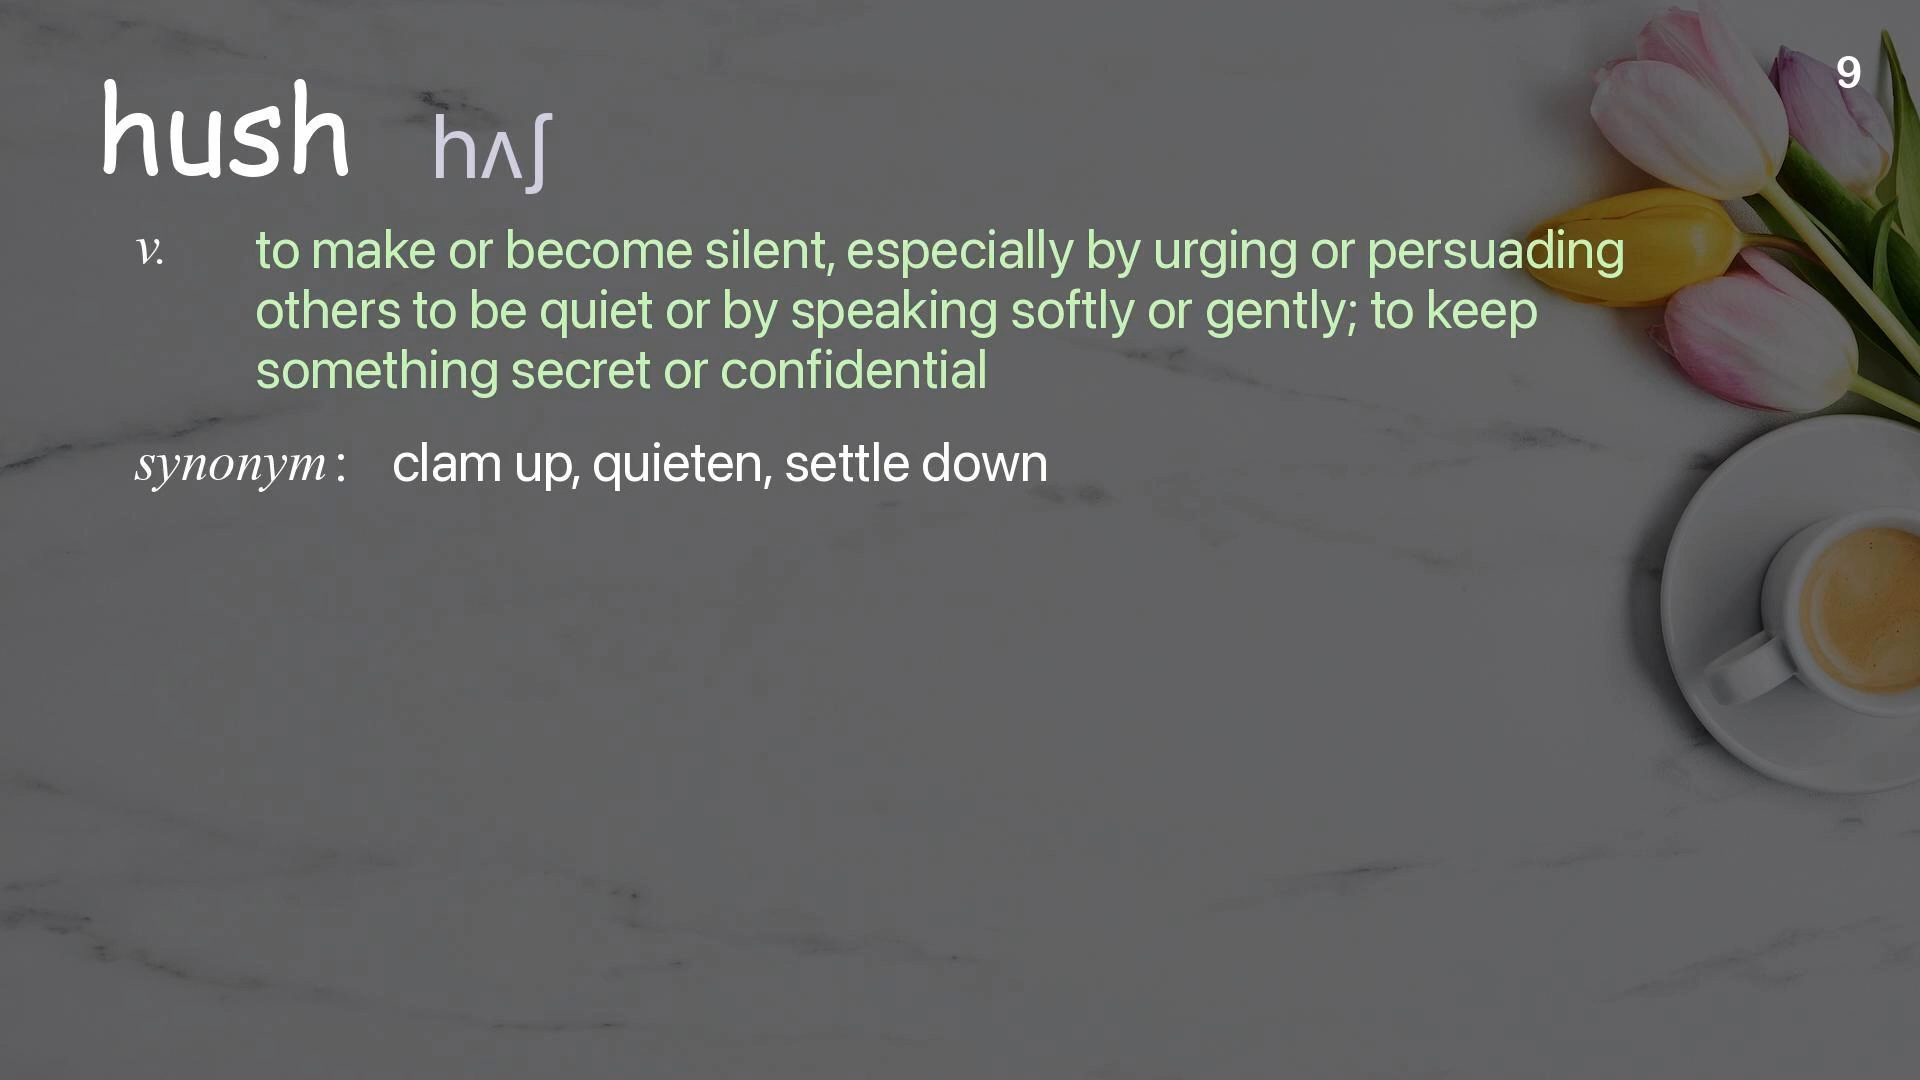 9
hush hʌʃ
v. to make or become silent, especially by urging or persuading
others to be quiet or by speaking softly or gently; to keep
something secret or confidential
synonym : clam up, quieten, settle down